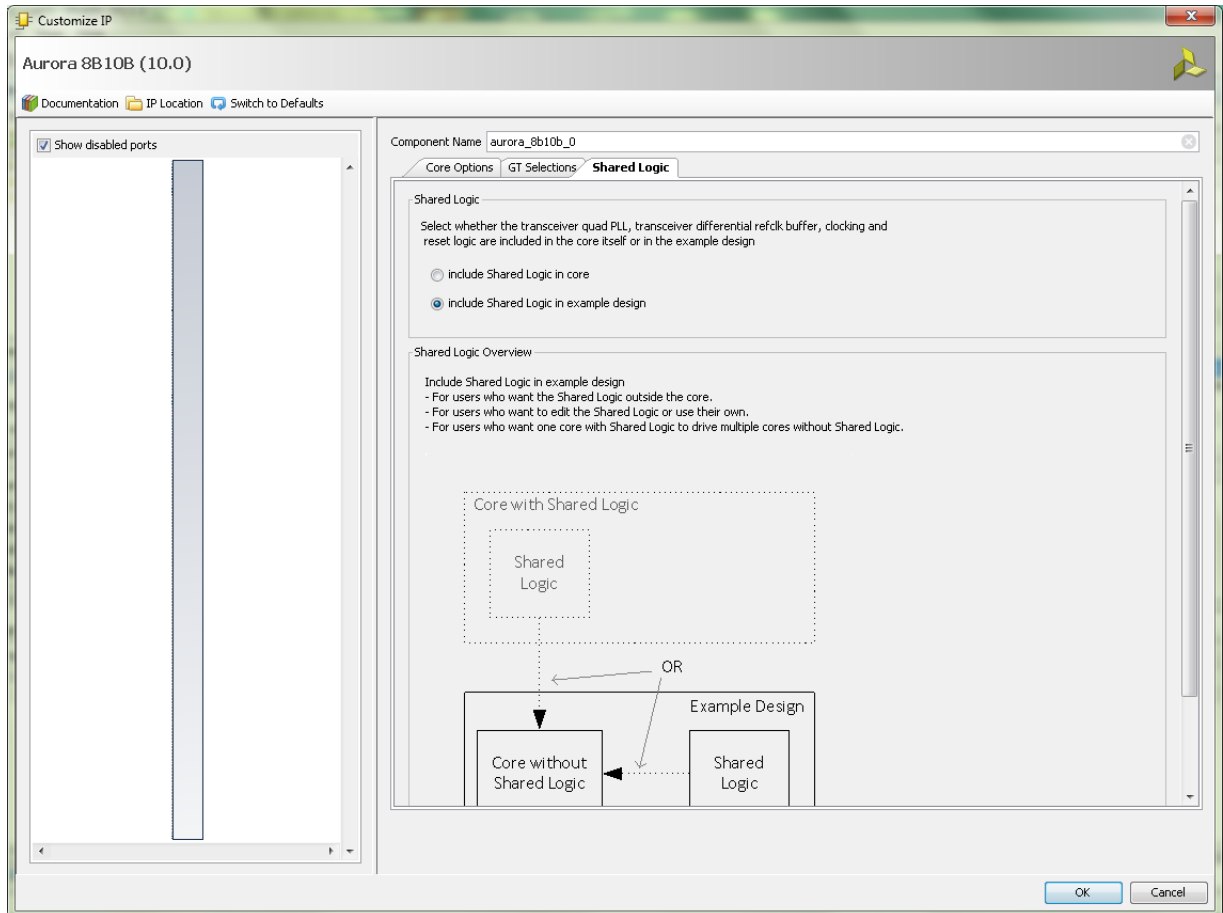 Customize IP
Aurora 8B10B (10.0)
Documentation IP Location Switch to Defaults
Show disabled ports
Component Name aurora_8b10b_0
Core Options GT Selections Shared Logic
Shared Logic
Select whether the transceiver quad PLL, transceiver differential refclk buffer, clocking and
reset logic are included in the core itself or in the example design
include Shared Logic in core
include Shared Logic in example design
Shared Logic Overview
Include Shared Logic in example design
- For users who want the Shared Logic outside the core.
- For users who want to edit the Shared Logic or use their own.
- For users who want one core with Shared Logic to drive multiple cores without Shared Logic.
Core with Shared Logic
Shared
Logic
OR
Example Design
Core without
Shared Logic
Shared
Logic
OK Cancel